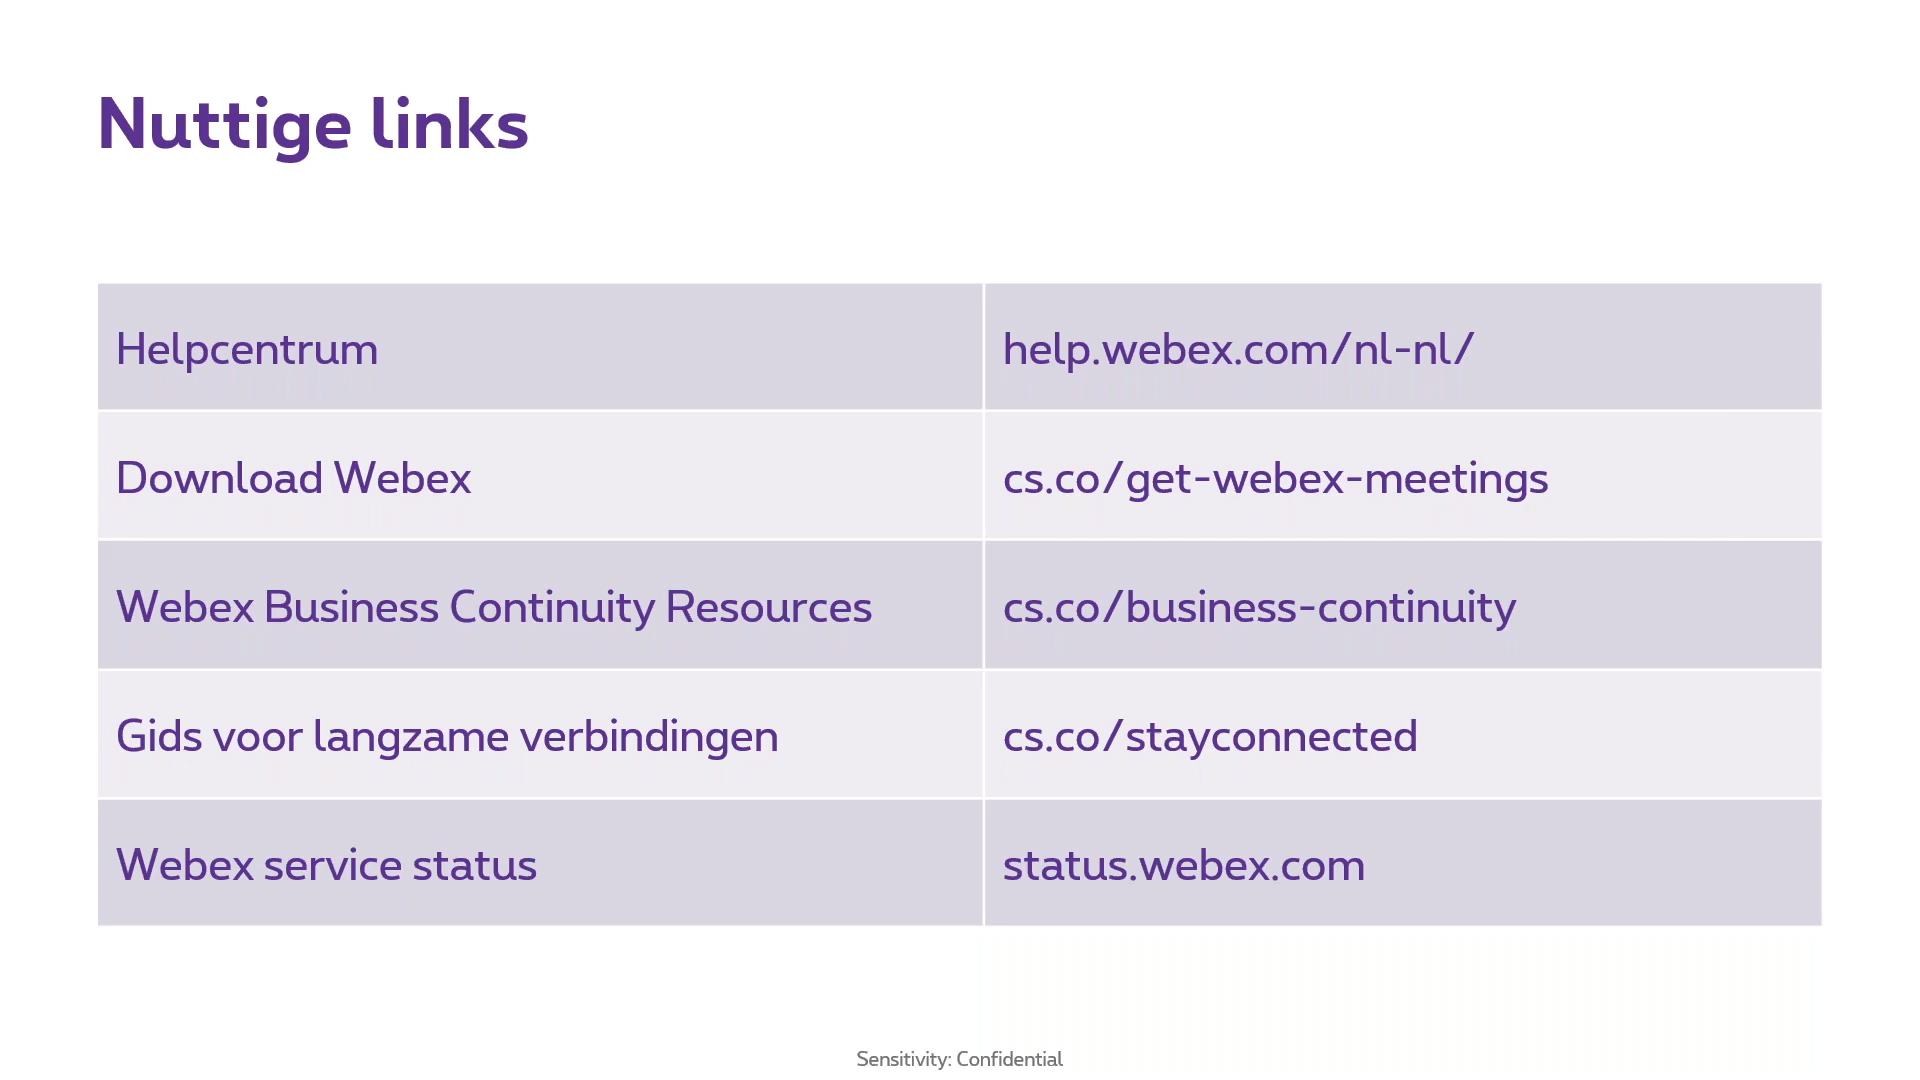 Nuttige links
Helpcentrum
help.webex.com/nl-nl/
Download Webex
cs.co/get-webex-meetings
Webex Business Continuity Resources
cs.co/business-continuity
Gids voor langzame verbindingen
cs.co/stayconnected
Webex service status
status.webex.com
Sensitivity: Confidential